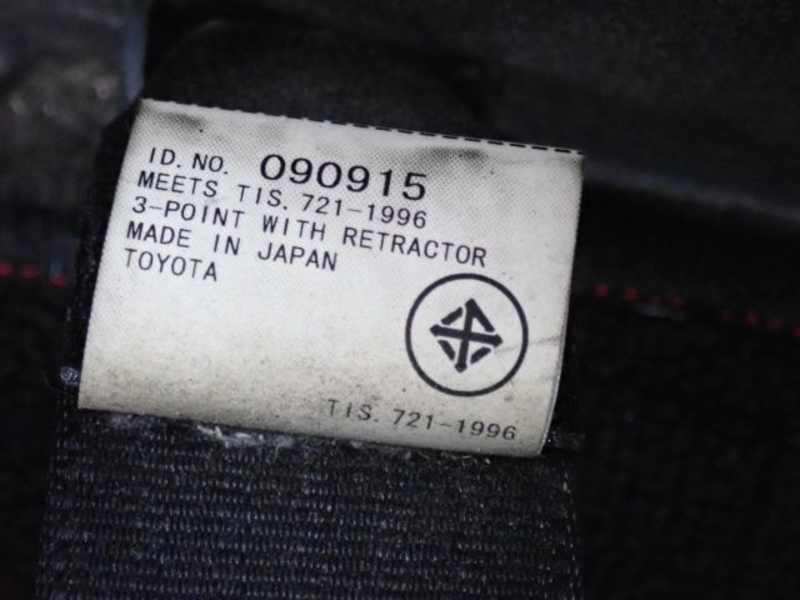 ID. NO. 090915
MEETS TIS. 721-1996
3-POINT WITH RETRACTOR
MADE IN JAPAN
TOYOTA
TIS. 721-1996